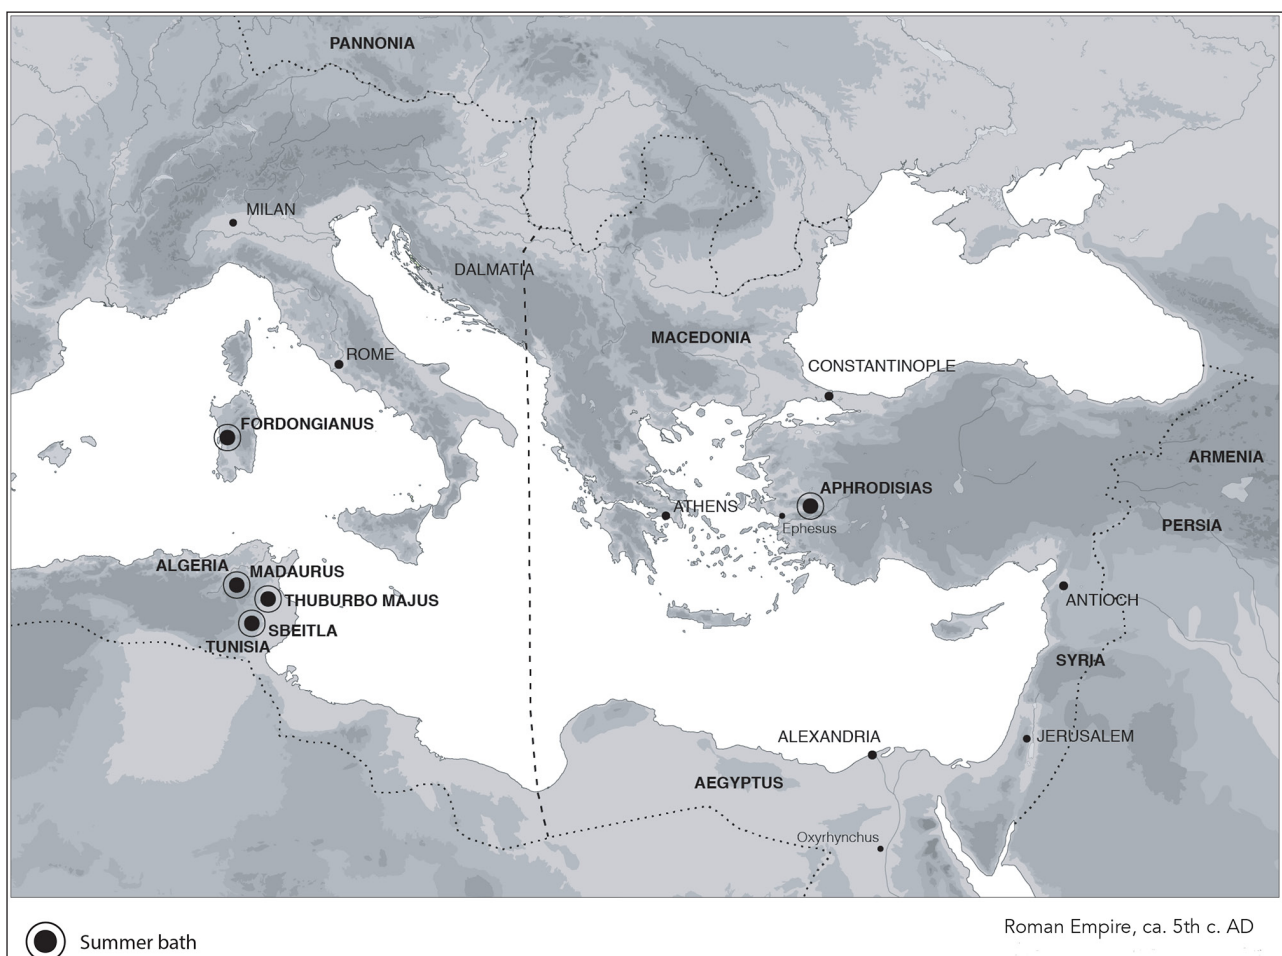 PANNONIA
MILAN
DALMATIA
MACEDONIA
ROME
CONSTANTINOPLE
FORDONGIANUS
ARMENIA
APHRODISIAS
ATHENS
Ephesus
PERSIA
ALGERIA
MADAURUS
THUBURBO MAJUS
ANTIOCH
SBEITLA
TUNISIA
SYRIA
ALEXANDRIA
JERUSALEM
AEGYPTUS
Oxyrhynchus
Roman Empire, ca. 5th c. AD
Summer bath